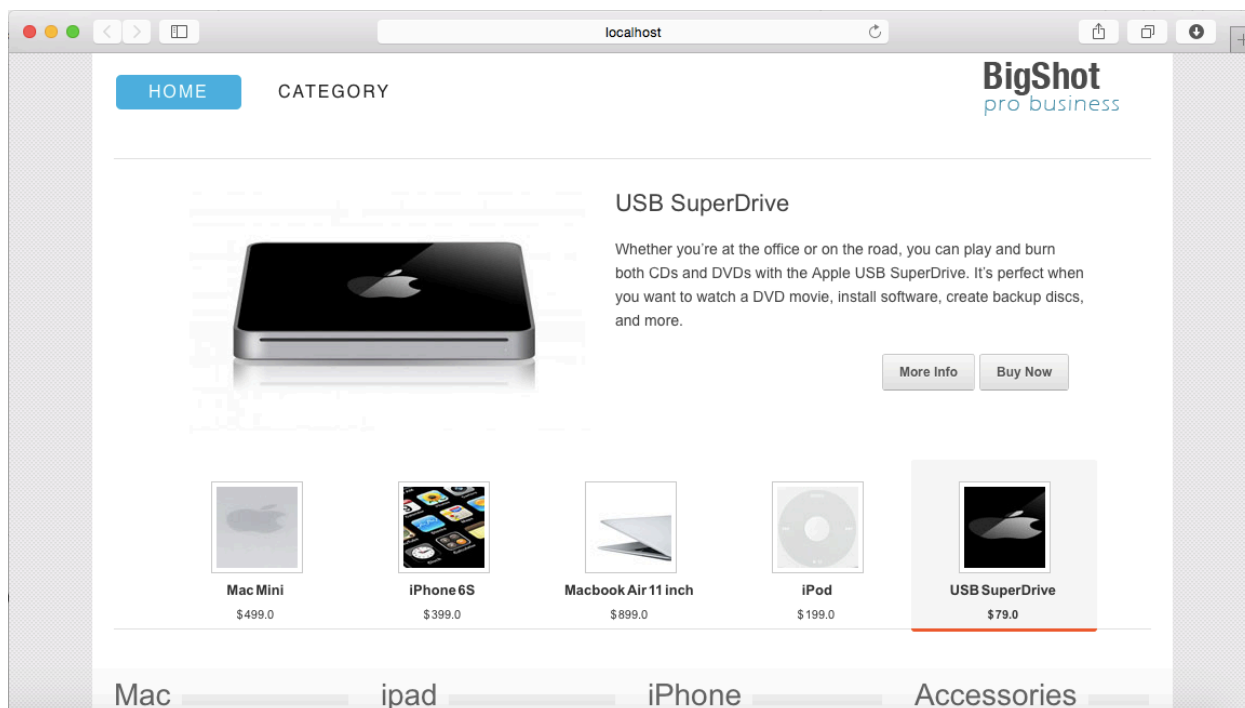 localhost
HOME CATEGORY
BigShot
pro business
USB SuperDrive
Whether you're at the office or on the road, you can play and burn
both CDs and DVDs with the Apple USB SuperDrive. It's perfect when
you want to watch a DVD movie, install software, create backup discs,
and more.
More Info Buy Now
Mac Mini iPhone 6S Macbook Air 11 inch iPod USB SuperDrive
$499.0 $399.0 $899.0 $199.0 $79.0
Mac ipad iPhone Accessories